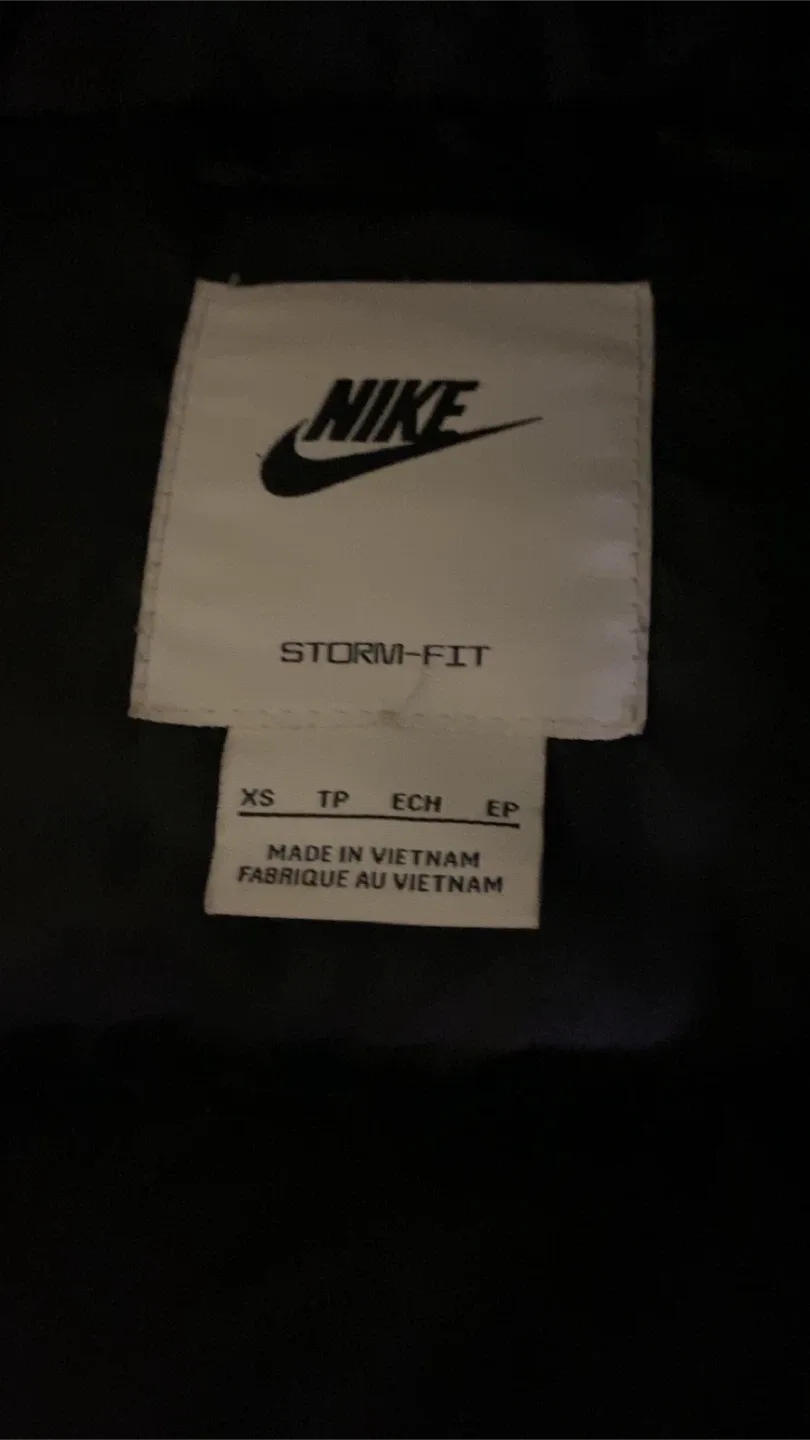 NIKE
STORM-FIT
XS TP ECH EP
MADE IN VIETNAM
FABRIQUE AU VIETNAM